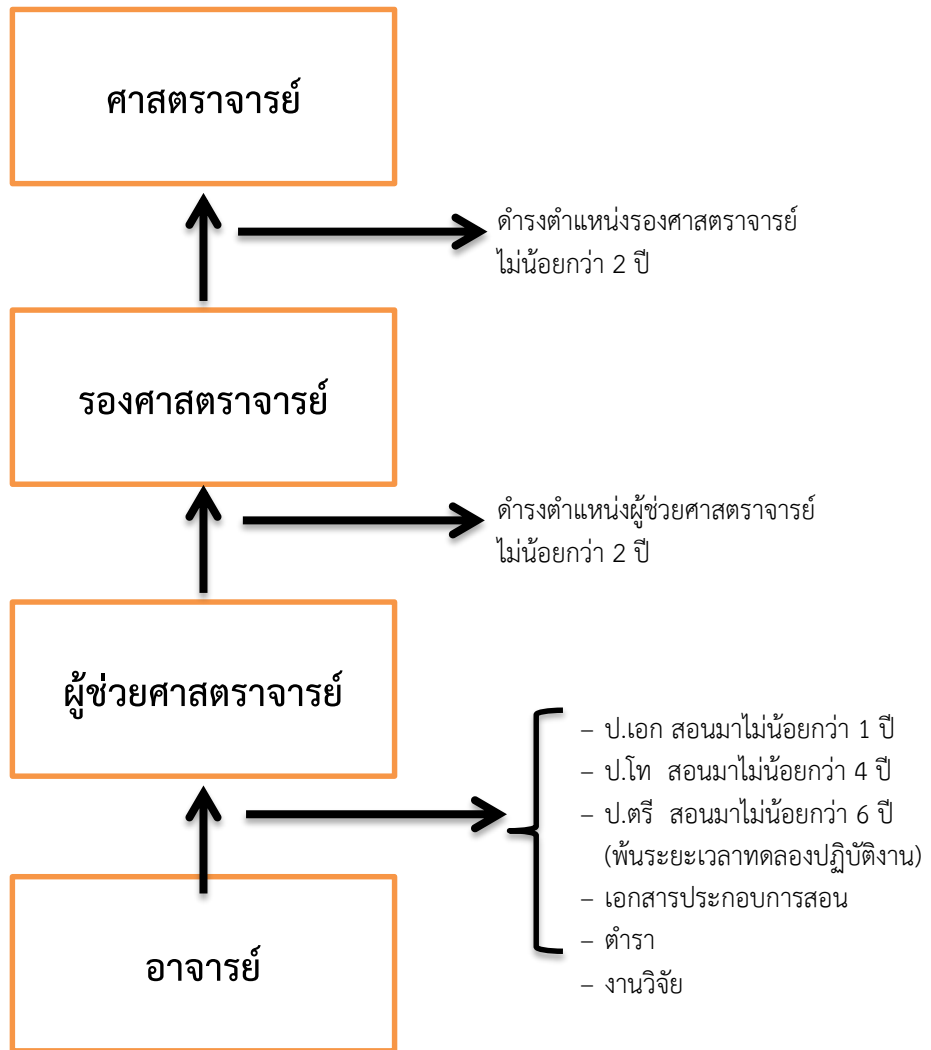 ศาสตราจารย์
ดำรงตำแหน่งรองศาสตราจารย์
ไม่น้อยกว่า 2 ปี
รองศาสตราจารย์
ดำรงตำแหน่งผู้ช่วยศาสตราจารย์
ไม่น้อยกว่า 2 ปี
ผู้ช่วยศาสตราจารย์
– ป.เอก สอนมาไม่น้อยกว่า 1 ปี
– ป.โท สอนมาไม่น้อยกว่า 4 ปี
– ป.ตรี สอนมาไม่น้อยกว่า 6 ปี
(พ้นระยะเวลาทดลองปฏิบัติงาน)
– เอกสารประกอบการสอน
– ตำรา
– งานวิจัย
อาจารย์